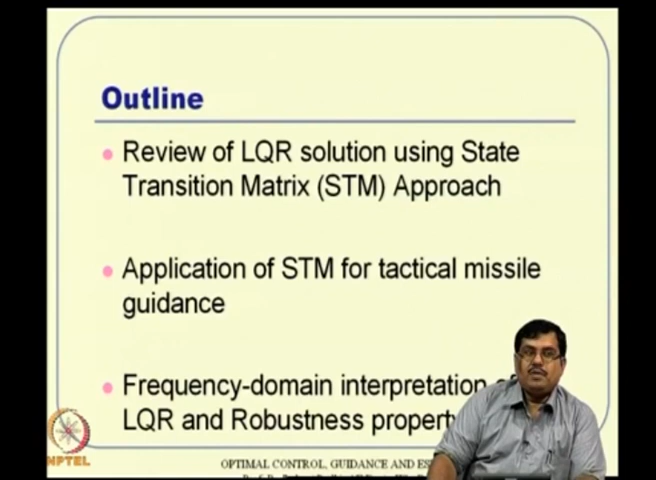 Outline
Review of LQR solution using State
Transition Matrix (STM) Approach
Application of STM for tactical missile
guidance
Frequency-domain interpretation
LQR and Robustness property
NPTEL
OPTIMAL CONTROL, GUIDANCE AND ES